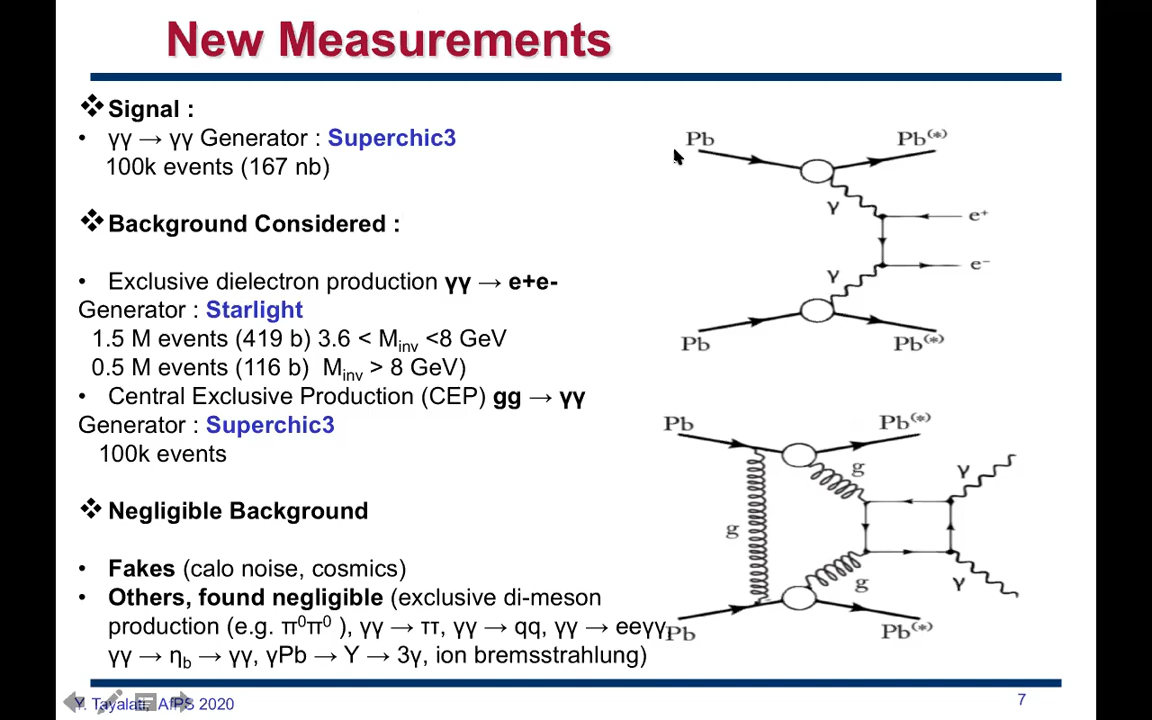 New Measurements
❖ Signal :
• γγ → γγ Generator : Superchic3
100k events (167 nb)
❖ Background Considered :
• Exclusive dielectron production γγ → e+e-
Generator : Starlight
1.5 M events (419 b) 3.6 < Minv <8 GeV
0.5 M events (116 b) Minv > 8 GeV)
• Central Exclusive Production (CEP) gg → γγ
Generator : Superchic3
100k events
❖ Negligible Background
• Fakes (calo noise, cosmics)
• Others, found negligible (exclusive di-meson
production (e.g. π⁰π⁰ ), γγ → ττ, γγ → qq, γγ → eeγγ,
γγ → ηb → γγ, γPb → Υ → 3γ, ion bremsstrahlung)
Pb Pb(*)
γ e⁺
γ e⁻
Pb Pb(*)
Pb Pb(*)
g γ
g
g γ
Pb Pb(*)
Y. Tayalati, AfPS 2020
7